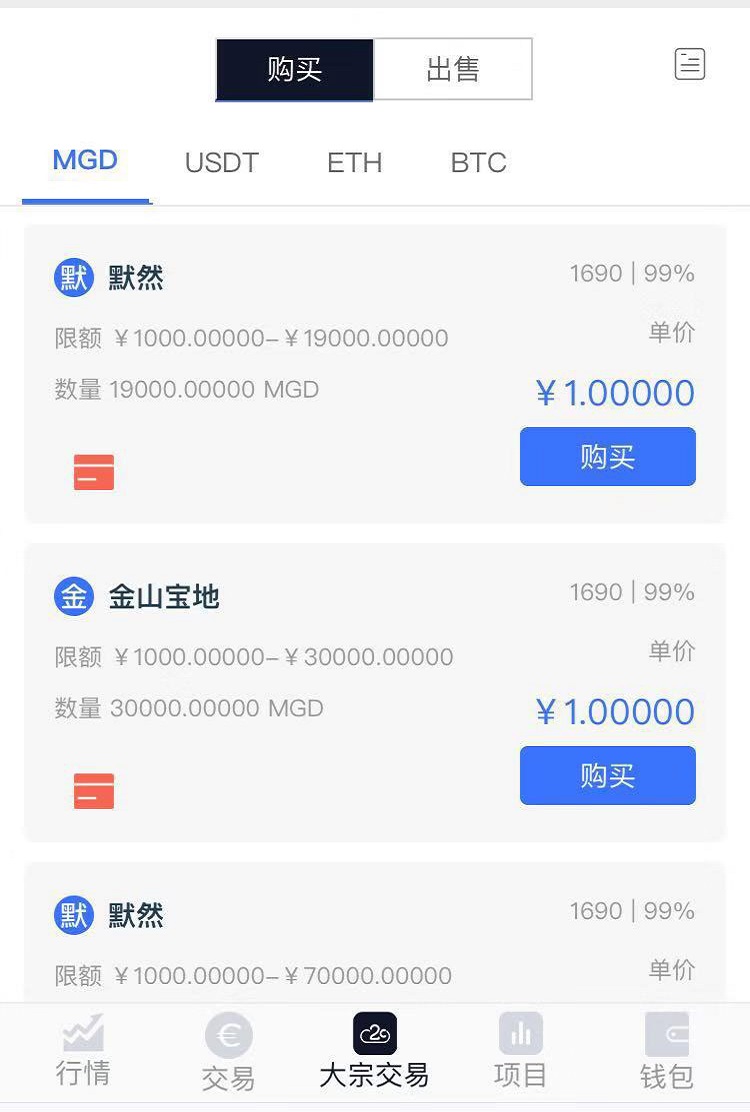 购买 出售
MGD USDT ETH BTC
默 默然 1690 | 99%
限额 ￥1000.00000-￥19000.00000 单价
数量 19000.00000 MGD ￥1.00000
购买
金 金山宝地 1690 | 99%
限额 ￥1000.00000-￥30000.00000 单价
数量 30000.00000 MGD ￥1.00000
购买
默 默然 1690 | 99%
限额 ￥1000.00000-￥70000.00000 单价
行情 交易 大宗交易 项目 钱包